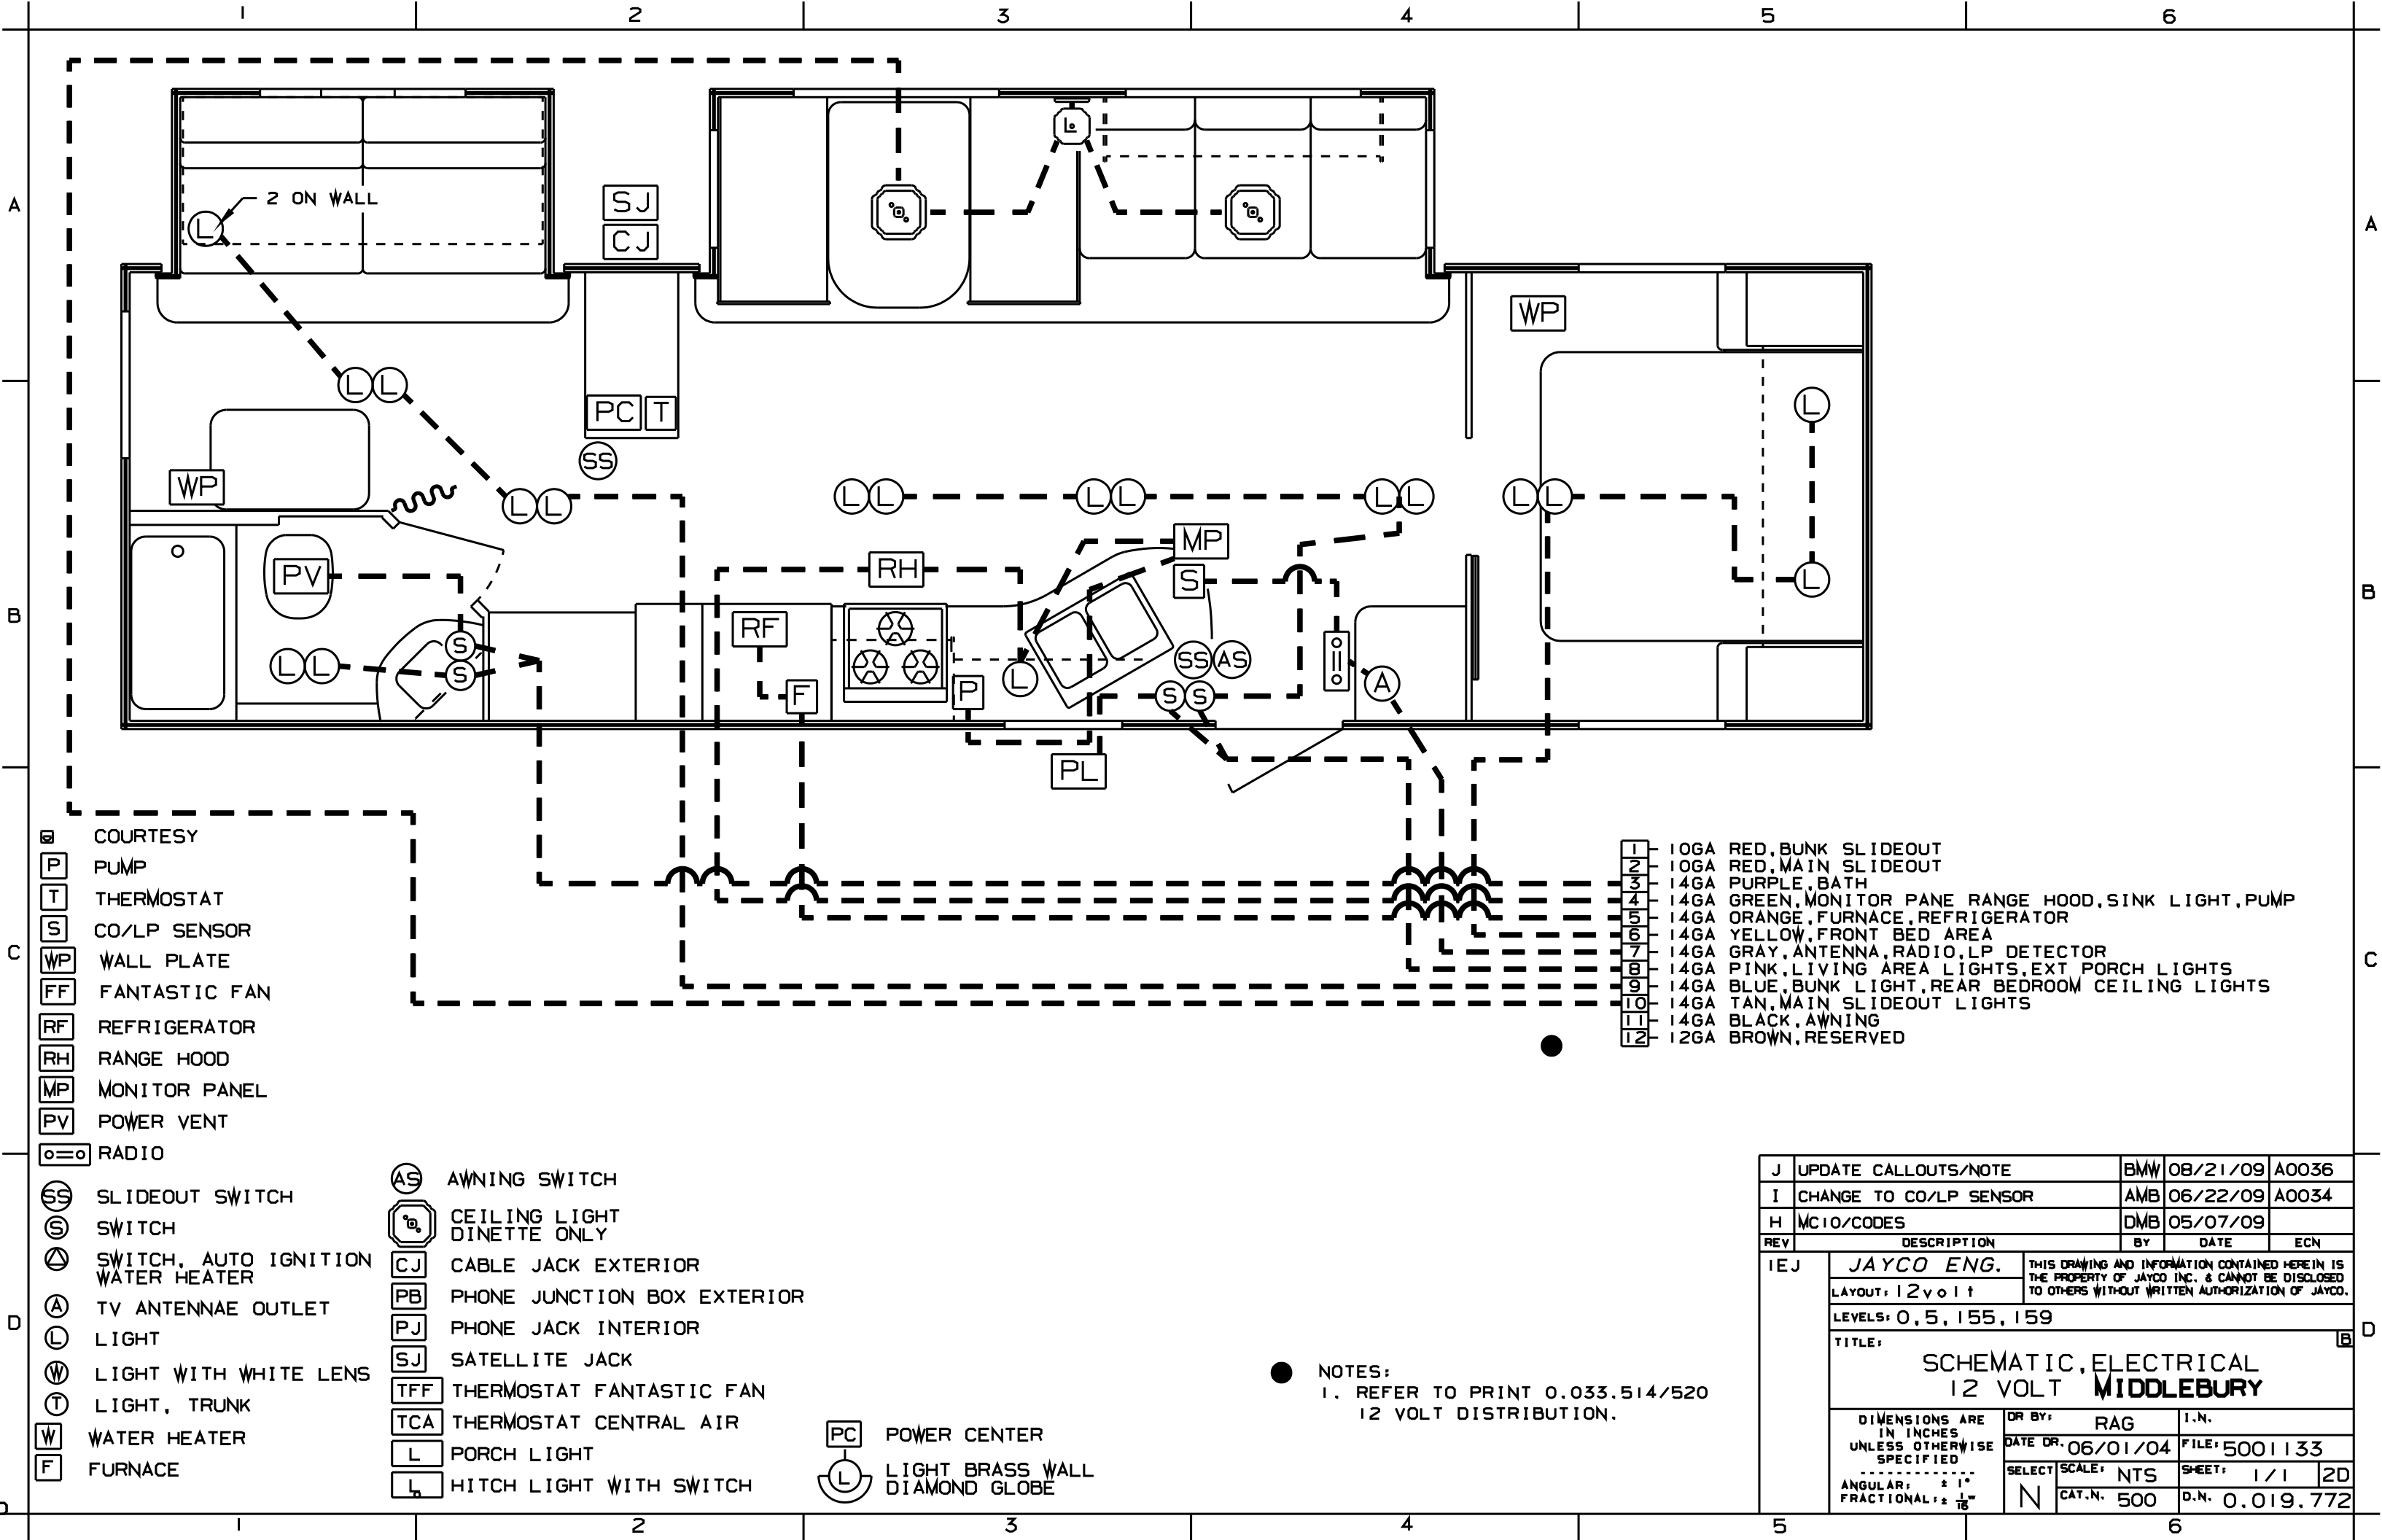 1 2 3 4 5 6
A A
B B
C C
D D
2 ON WALL
L
SJ
CJ
L
WP
L L
PC T
SS
WP
L
L L
L L
L L
L L
L L
MP
S
RH
PV
L
RF
S
S
L L
F
P
L
SS AS
S S
A
PL
COURTESY
P PUMP
T THERMOSTAT
S CO/LP SENSOR
WP WALL PLATE
FF FANTASTIC FAN
RF REFRIGERATOR
RH RANGE HOOD
MP MONITOR PANEL
PV POWER VENT
RADIO
SS SLIDEOUT SWITCH
S SWITCH
SWITCH, AUTO IGNITION
WATER HEATER
A TV ANTENNAE OUTLET
L LIGHT
W LIGHT WITH WHITE LENS
T LIGHT, TRUNK
W WATER HEATER
F FURNACE
AS AWNING SWITCH
CEILING LIGHT
DINETTE ONLY
CJ CABLE JACK EXTERIOR
PB PHONE JUNCTION BOX EXTERIOR
PJ PHONE JACK INTERIOR
SJ SATELLITE JACK
TFF THERMOSTAT FANTASTIC FAN
TCA THERMOSTAT CENTRAL AIR
L PORCH LIGHT
L HITCH LIGHT WITH SWITCH
PC POWER CENTER
L LIGHT BRASS WALL
DIAMOND GLOBE
1 10GA RED,BUNK SLIDEOUT
2 10GA RED,MAIN SLIDEOUT
3 14GA PURPLE,BATH
4 14GA GREEN,MONITOR PANE RANGE HOOD,SINK LIGHT,PUMP
5 14GA ORANGE,FURNACE,REFRIGERATOR
6 14GA YELLOW,FRONT BED AREA
7 14GA GRAY,ANTENNA,RADIO,LP DETECTOR
8 14GA PINK,LIVING AREA LIGHTS,EXT PORCH LIGHTS
9 14GA BLUE,BUNK LIGHT,REAR BEDROOM CEILING LIGHTS
10 14GA TAN,MAIN SLIDEOUT LIGHTS
11 14GA BLACK,AWNING
12 12GA BROWN,RESERVED
NOTES:
1. REFER TO PRINT 0.033.514/520
12 VOLT DISTRIBUTION.
J UPDATE CALLOUTS/NOTE BMW 08/21/09 A0036
I CHANGE TO CO/LP SENSOR AMB 06/22/09 A0034
H MC10/CODES DMB 05/07/09
REV DESCRIPTION BY DATE ECN
IEJ
JAYCO ENG.
THIS DRAWING AND INFORMATION CONTAINED HEREIN IS
THE PROPERTY OF JAYCO INC. & CANNOT BE DISCLOSED
TO OTHERS WITHOUT WRITTEN AUTHORIZATION OF JAYCO.
LAYOUT: 12volt
LEVELS: 0,5,155,159
TITLE: B
SCHEMATIC,ELECTRICAL
12 VOLT MIDDLEBURY
DIMENSIONS ARE
IN INCHES
UNLESS OTHERWISE
SPECIFIED
ANGULAR: ± 1°
FRACTIONAL: ± 1/16"
DR BY: RAG I.N.
DATE DR. 06/01/04 FILE: 5001133
SELECT N SCALE: NTS SHEET: 1/1 2D
CAT.N. 500 D.N. 0.019.772
1 2 3 4 5 6